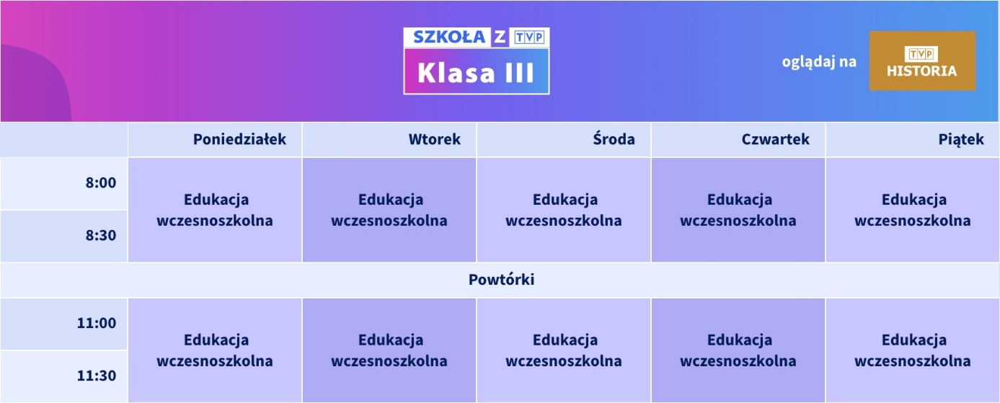 SZKOŁA Z TVP
Klasa III
oglądaj na
TVP
HISTORIA
Poniedziałek Wtorek Środa Czwartek Piątek
8:00
8:30
Edukacja Edukacja Edukacja Edukacja Edukacja
wczesnoszkolna wczesnoszkolna wczesnoszkolna wczesnoszkolna wczesnoszkolna
Powtórki
11:00
11:30
Edukacja Edukacja Edukacja Edukacja Edukacja
wczesnoszkolna wczesnoszkolna wczesnoszkolna wczesnoszkolna wczesnoszkolna